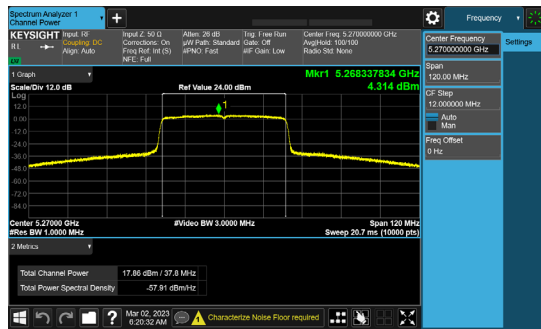 Spectrum Analyzer 1
Channel Power
Frequency
KEYSIGHT
Input: RF
Coupling: DC
Align: Auto
Input Z: 50 Ω
Corrections: On
Freq Ref: Int (S)
NFE: Full
Atten: 26 dB
µW Path: Standard
#PNO: Fast
Trig: Free Run
Gate: Off
#IF Gain: Low
Center Freq: 5.270000000 GHz
Avg|Hold: 100/100
Radio Std: None
Center Frequency
5.270000000 GHz
Settings
Span
120.00 MHz
CF Step
12.000000 MHz
Auto
Man
Freq Offset
0 Hz
1 Graph
Mkr1 5.268337834 GHz
4.314 dBm
Scale/Div 12.0 dB
Ref Value 24.00 dBm
Log
12.0
0.00
-12.0
-24.0
-36.0
-48.0
-60.0
-72.0
-84.0
1
Center 5.27000 GHz
#Res BW 1.0000 MHz
#Video BW 3.0000 MHz
Span 120 MHz
Sweep 20.7 ms (10000 pts)
2 Metrics
Total Channel Power 17.86 dBm / 37.8 MHz
Total Power Spectral Density -57.91 dBm/Hz
Mar 02, 2023
6:20:32 AM
Characterize Noise Floor required